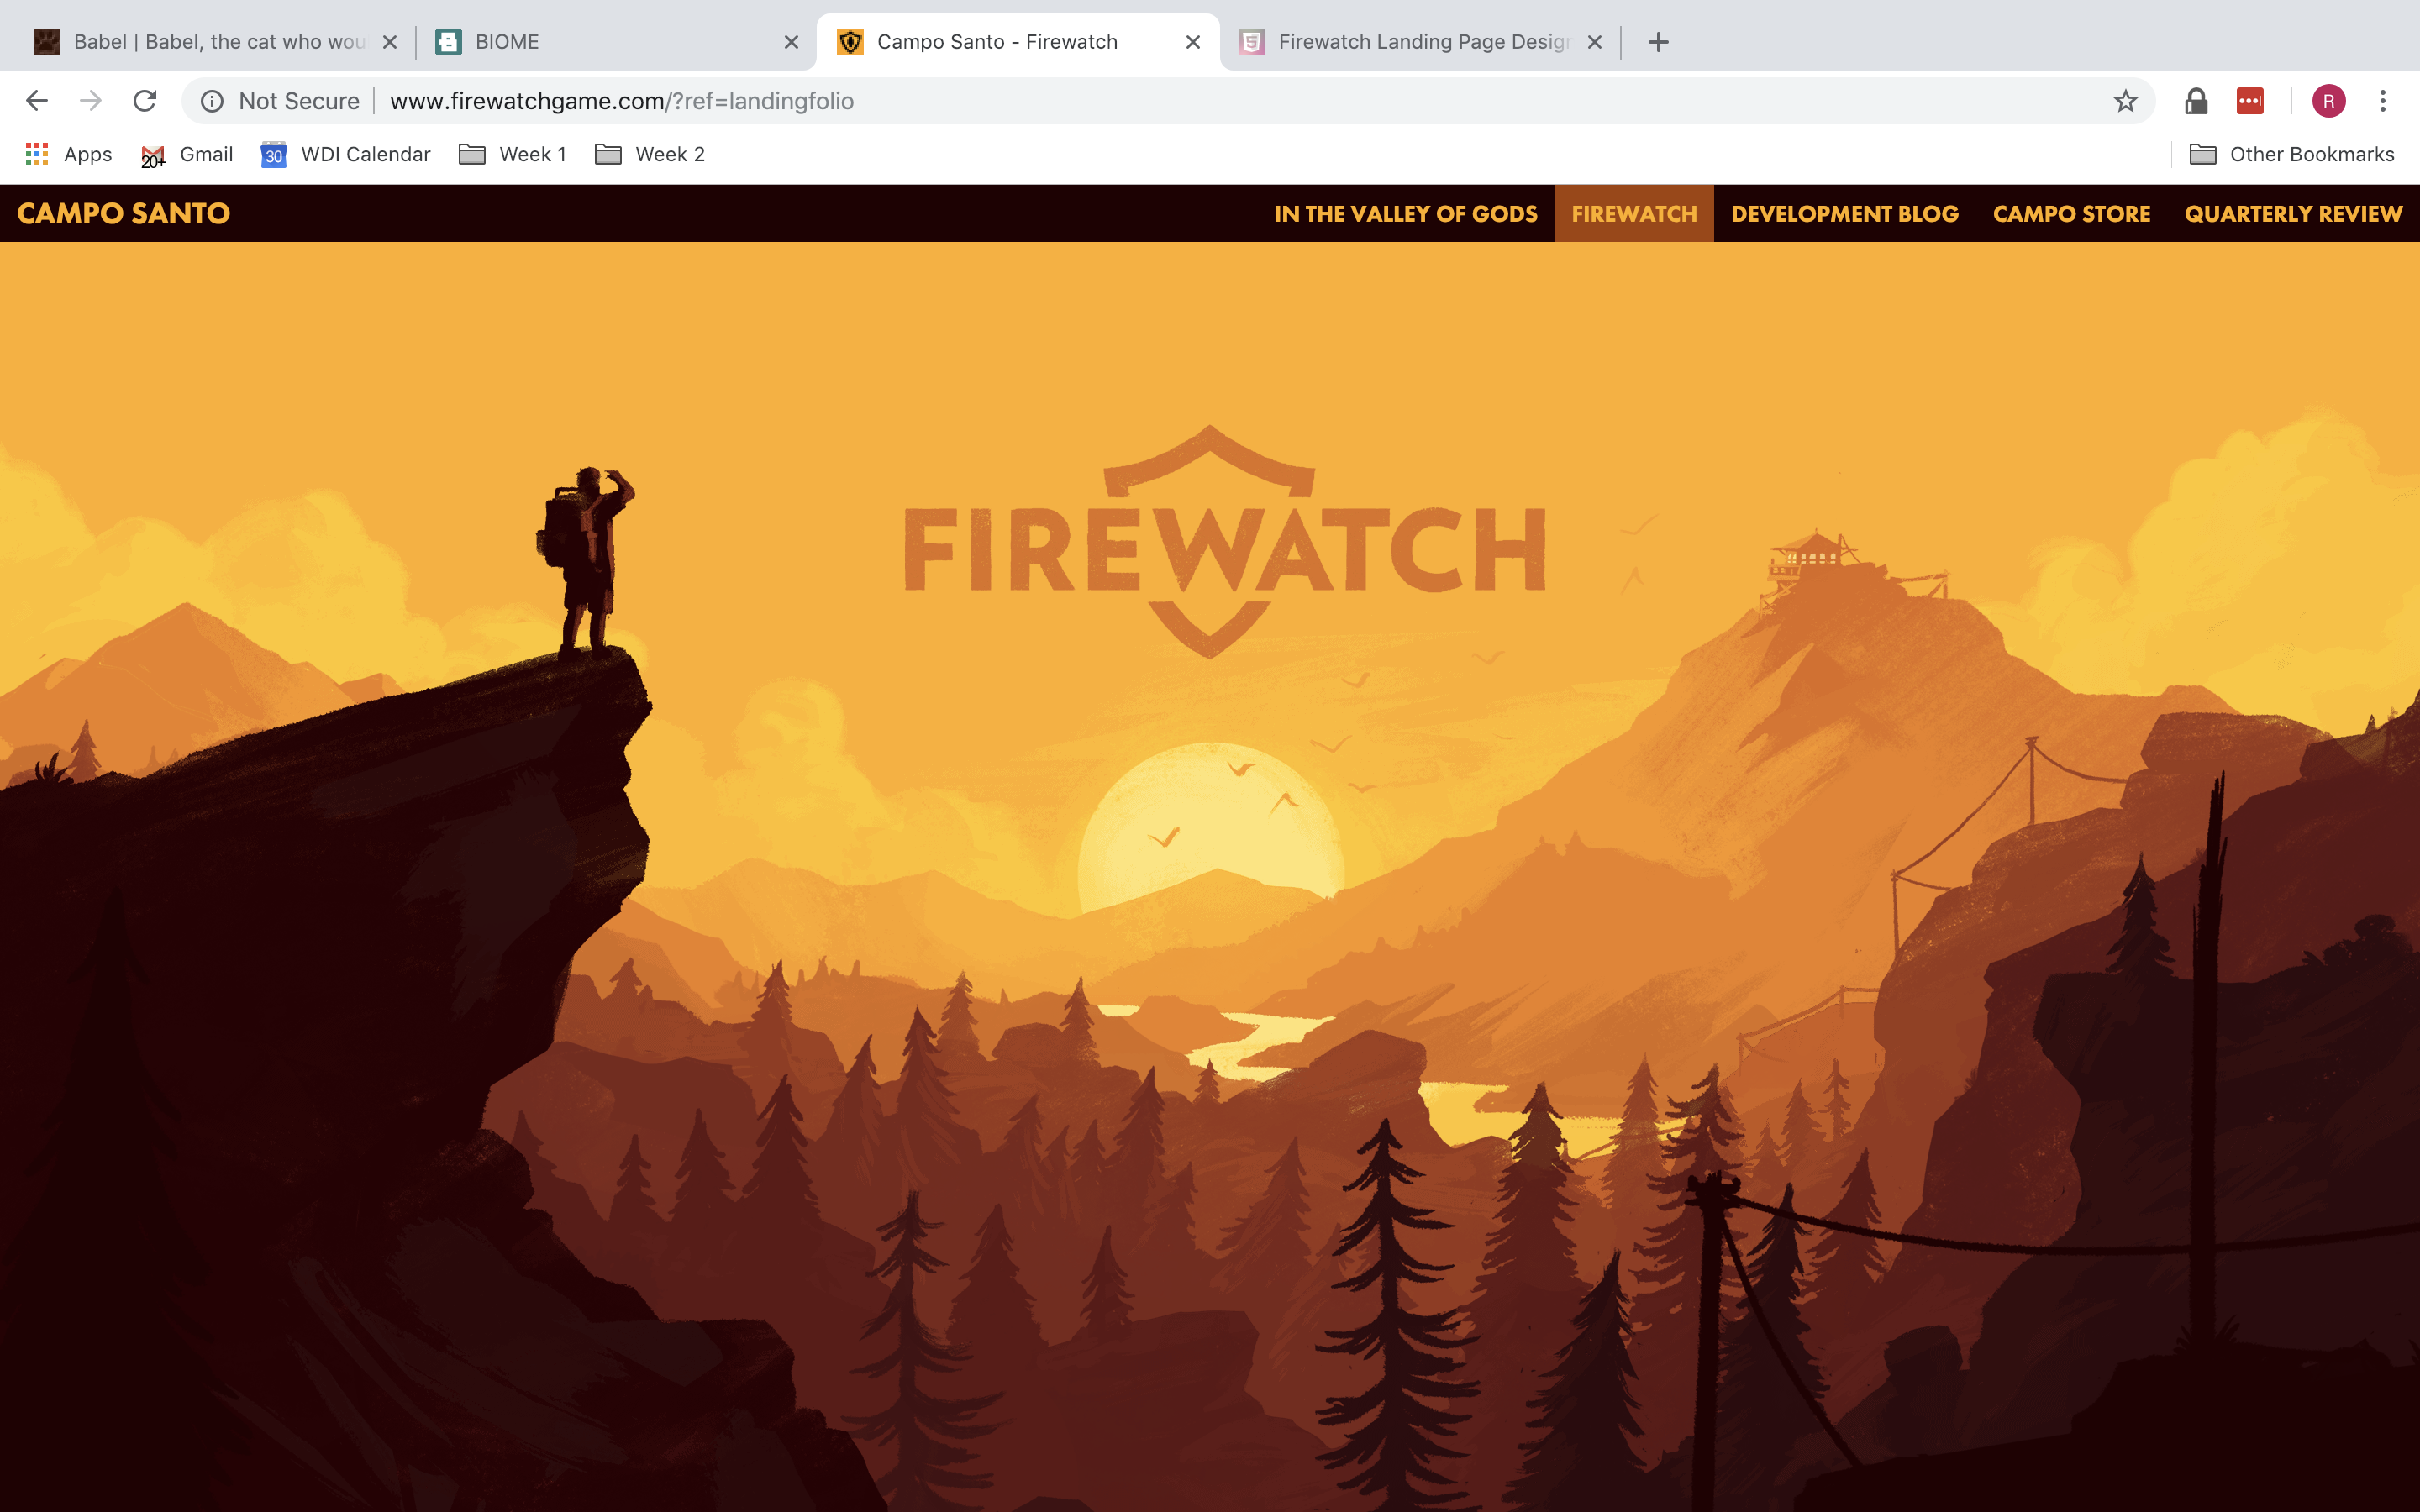 Babel | Babel, the cat who wou
BIOME
Campo Santo - Firewatch
Firewatch Landing Page Design
Not Secure
www.firewatchgame.com/?ref=landingfolio
R
Apps
20+
Gmail
30
WDI Calendar
Week 1
Week 2
Other Bookmarks
CAMPO SANTO
IN THE VALLEY OF GODS
FIREWATCH
DEVELOPMENT BLOG
CAMPO STORE
QUARTERLY REVIEW
FIREWATCH